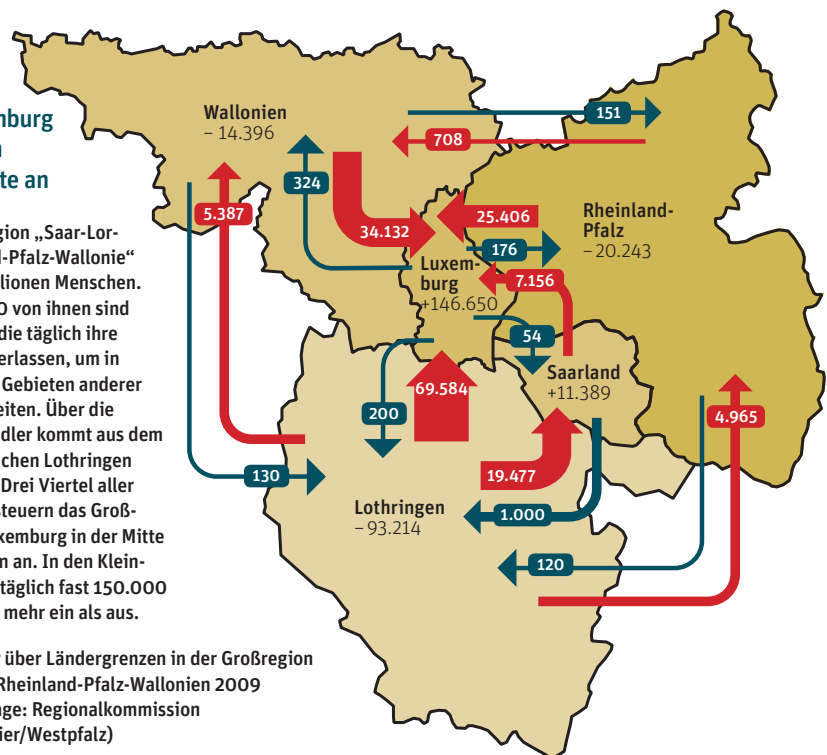 nburg
n
te an
gion „Saar-Lor-
d-Pfalz-Wallonie“
lionen Menschen.
0 von ihnen sind
die täglich ihre
erlassen, um in
Gebieten anderer
eiten. Über die
dler kommt aus dem
chen Lothringen
Drei Viertel aller
steuern das Groß-
xemburg in der Mitte
n an. In den Klein-
täglich fast 150.000
mehr ein als aus.
über Ländergrenzen in der Großregion
Rheinland-Pfalz-Wallonien 2009
ge: Regionalkommission
ier/Westpfalz)
Wallonien
– 14.396
151
708
324
5.387
34.132
25.406
176
Rheinland-
Pfalz
– 20.243
Luxem-
burg
+146.650
7.156
54
Saarland
+11.389
69.584
200
4.965
130
19.477
Lothringen
– 93.214
1.000
120